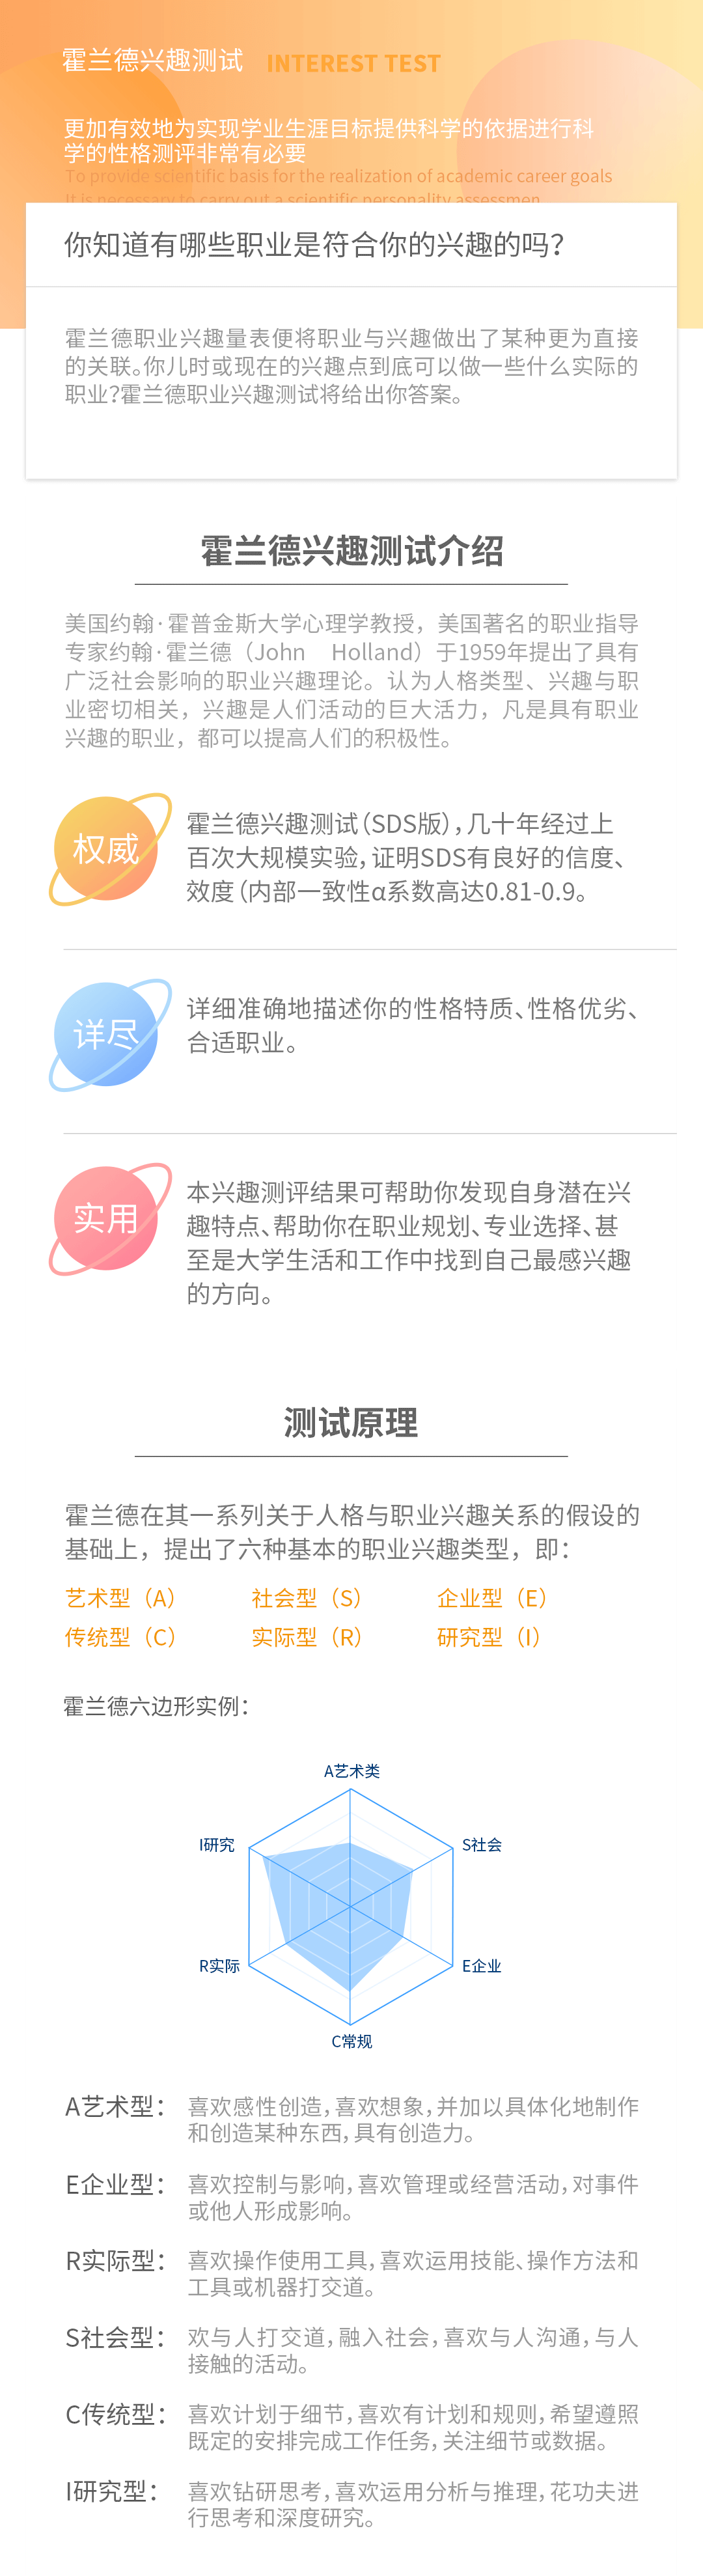 霍兰德兴趣测试 INTEREST TEST
更加有效地为实现学业生涯目标提供科学的依据进行科
学的性格测评非常有必要
To provide scientific basis for the realization of academic career goals
It is necessary to carry out a scientific personality assessmen
你知道有哪些职业是符合你的兴趣的吗？
霍兰德职业兴趣量表便将职业与兴趣做出了某种更为直接
的关联。你儿时或现在的兴趣点到底可以做一些什么实际的
职业？霍兰德职业兴趣测试将给出你答案。
霍兰德兴趣测试介绍
美国约翰·霍普金斯大学心理学教授，美国著名的职业指导
专家约翰·霍兰德（John Holland）于1959年提出了具有
广泛社会影响的职业兴趣理论。认为人格类型、兴趣与职
业密切相关，兴趣是人们活动的巨大活力，凡是具有职业
兴趣的职业，都可以提高人们的积极性。
权威
霍兰德兴趣测试（SDS版），几十年经过上
百次大规模实验，证明SDS有良好的信度、
效度（内部一致性α系数高达0.81-0.9。
详尽
详细准确地描述你的性格特质、性格优劣、
合适职业。
实用
本兴趣测评结果可帮助你发现自身潜在兴
趣特点、帮助你在职业规划、专业选择、甚
至是大学生活和工作中找到自己最感兴趣
的方向。
测试原理
霍兰德在其一系列关于人格与职业兴趣关系的假设的
基础上，提出了六种基本的职业兴趣类型，即：
艺术型（A） 社会型（S） 企业型（E）
传统型（C） 实际型（R） 研究型（I）
霍兰德六边形实例：
A艺术类
I研究 S社会
R实际 E企业
C常规
A艺术型： 喜欢感性创造，喜欢想象，并加以具体化地制作
和创造某种东西，具有创造力。
E企业型： 喜欢控制与影响，喜欢管理或经营活动，对事件
或他人形成影响。
R实际型： 喜欢操作使用工具，喜欢运用技能、操作方法和
工具或机器打交道。
S社会型： 欢与人打交道，融入社会，喜欢与人沟通，与人
接触的活动。
C传统型： 喜欢计划于细节，喜欢有计划和规则，希望遵照
既定的安排完成工作任务，关注细节或数据。
I研究型： 喜欢钻研思考，喜欢运用分析与推理，花功夫进
行思考和深度研究。